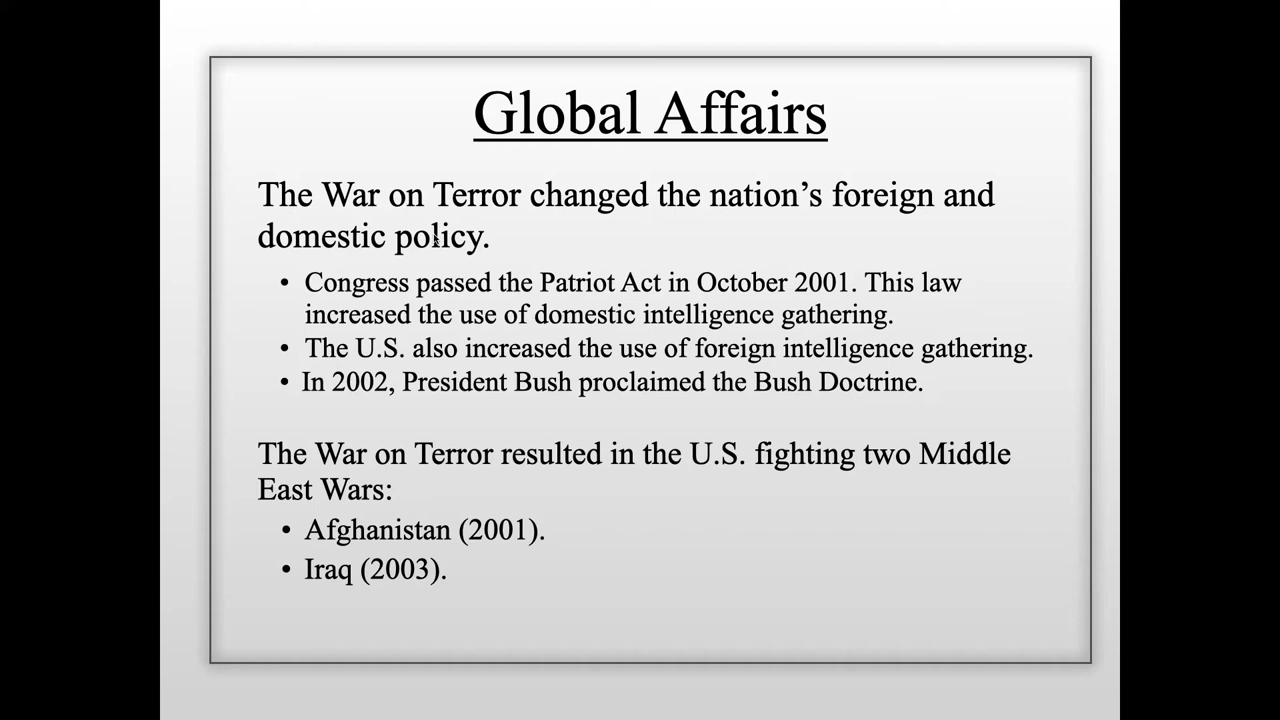 Global Affairs
The War on Terror changed the nation’s foreign and
domestic policy.
• Congress passed the Patriot Act in October 2001. This law
increased the use of domestic intelligence gathering.
• The U.S. also increased the use of foreign intelligence gathering.
• In 2002, President Bush proclaimed the Bush Doctrine.
The War on Terror resulted in the U.S. fighting two Middle
East Wars:
• Afghanistan (2001).
• Iraq (2003).